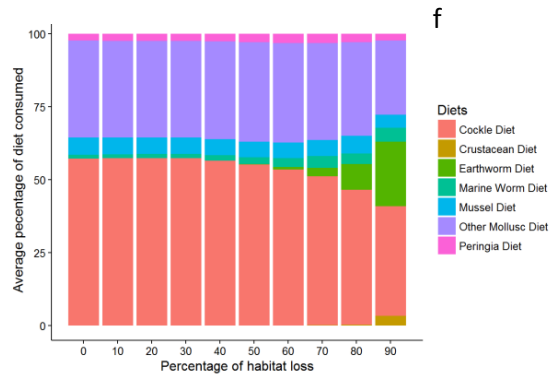 f
100
75
50
25
0
Average percentage of diet consumed
0 10 20 30 40 50 60 70 80 90
Percentage of habitat loss
Diets
Cockle Diet
Crustacean Diet
Earthworm Diet
Marine Worm Diet
Mussel Diet
Other Mollusc Diet
Peringia Diet